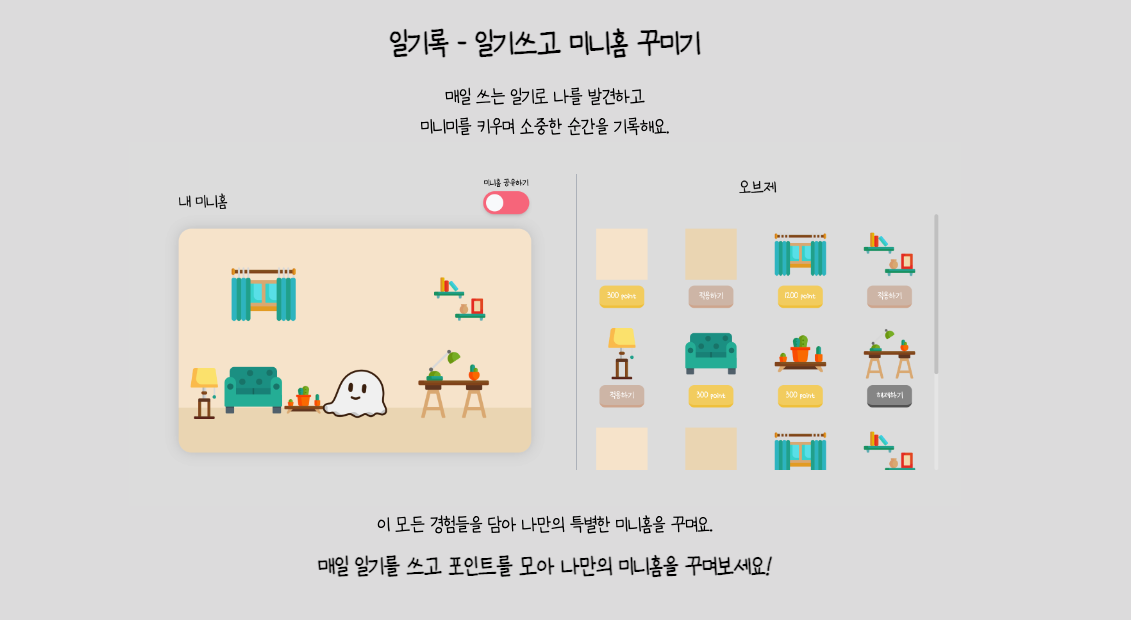 일기록 - 일기쓰고 미니홈 꾸미기
매일 쓰는 일기로 나를 발견하고
미니미를 키우며 소중한 순간을 기록해요.
내 미니홈
미니홈 공유하기
오브제
300 point
적용하기
1200 point
적용하기
적용하기
500 point
300 point
해제하기
이 모든 경험들을 담아 나만의 특별한 미니홈을 꾸며요.
매일 일기를 쓰고 포인트를 모아 나만의 미니홈을 꾸며보세요!